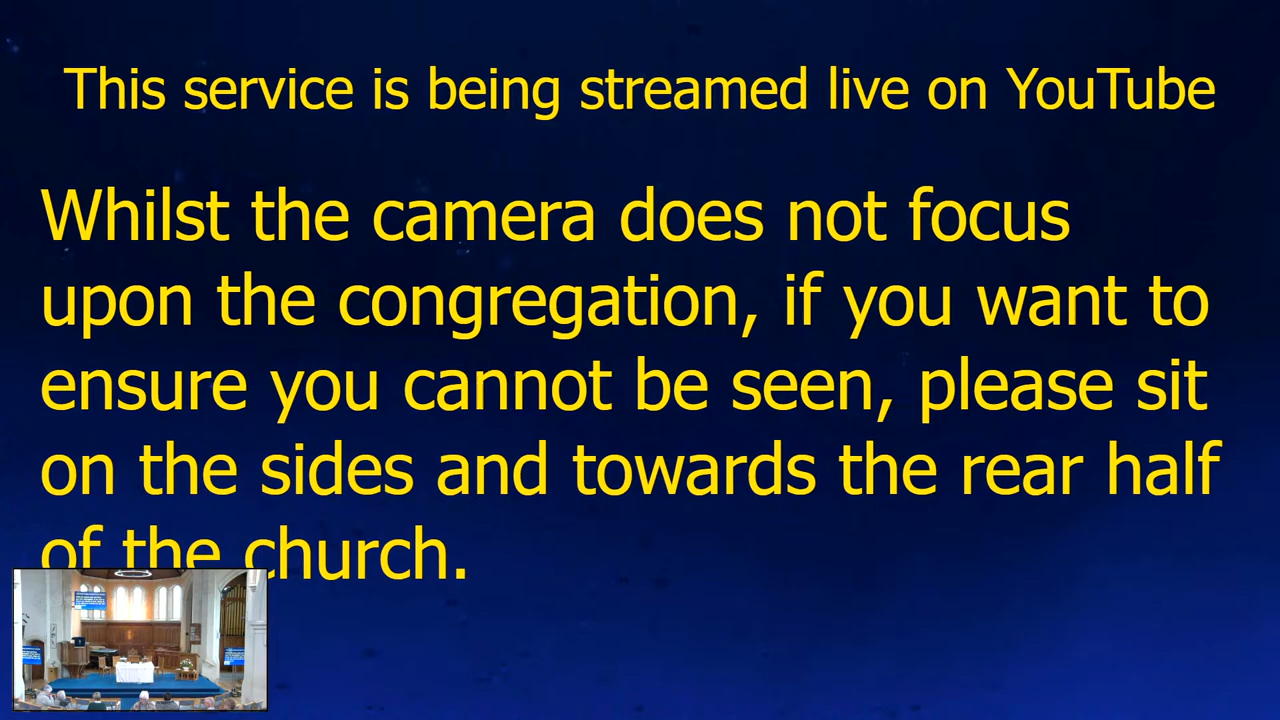 This service is being streamed live on YouTube
Whilst the camera does not focus
upon the congregation, if you want to
ensure you cannot be seen, please sit
on the sides and towards the rear half
of the church.